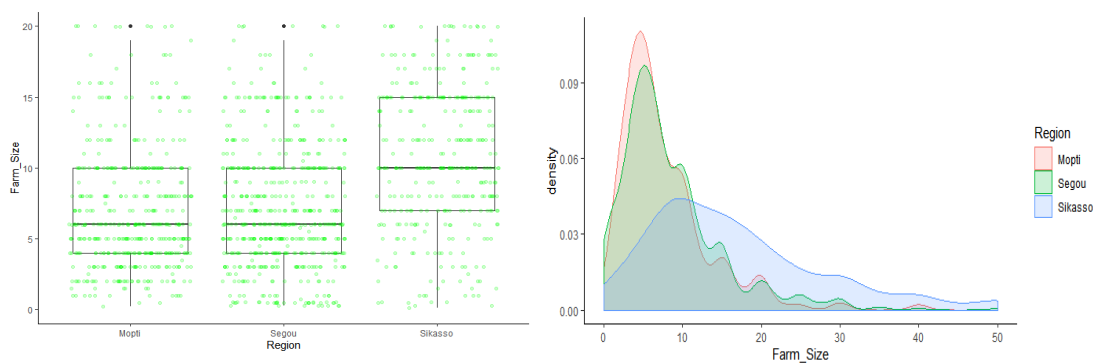 20
15
10
5
0
Farm_Size
Mopti
Segou
Sikasso
Region
0.09
0.06
0.03
0.00
density
0
10
20
30
40
50
Farm_Size
Region
Mopti
Segou
Sikasso